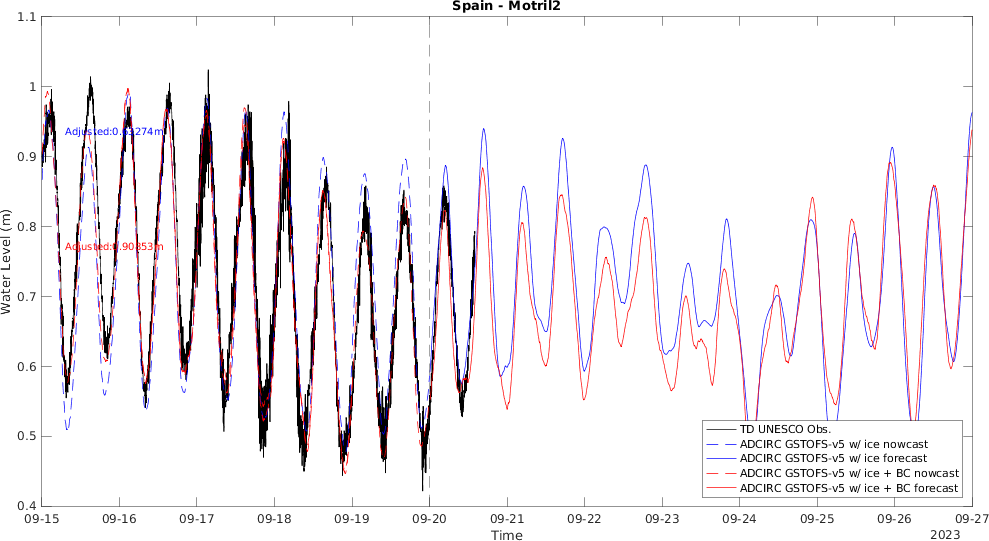 Spain - Motril2
1.1
1
0.9
0.8
0.7
0.6
0.5
0.4
Water Level (m)
Adjusted:0.63274m
Adjusted:0.90853m
TD UNESCO Obs.
ADCIRC GSTOFS-v5 w/ ice nowcast
ADCIRC GSTOFS-v5 w/ ice forecast
ADCIRC GSTOFS-v5 w/ ice + BC nowcast
ADCIRC GSTOFS-v5 w/ ice + BC forecast
09-15 09-16 09-17 09-18 09-19 09-20 09-21 09-22 09-23 09-24 09-25 09-26 09-27
Time
2023